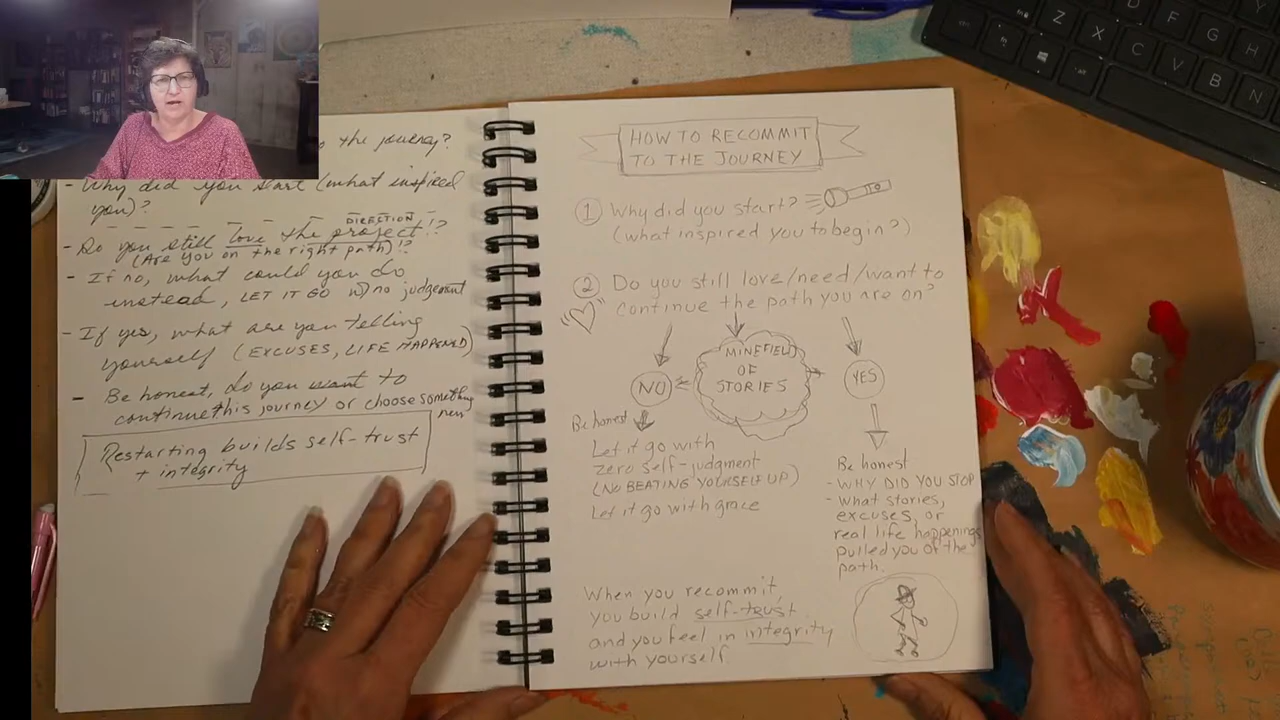 the journey?
- Why did you start (what inspired
you)?
DIRECTION
- Do you still love the project!?
(Are you on the right path)!?
- If no, what could you do
instead, LET IT GO w) no judgement
- If yes, what are you telling
yourself (EXCUSES, LIFE HAPPENED)
- Be honest, do you want to
continue this journey or choose something
new
Restarting builds self-trust
+ integrity
HOW TO RECOMMIT
TO THE JOURNEY
1 Why did you start?
(what inspired you to begin?)
2 Do you still love/need/want to
continue the path you are on?
MINEFIELD
OF
STORIES
NO
YES
Be honest
Let it go with
zero self-judgment
(NO BEATING YOURSELF UP)
Let it go with grace
Be honest
- WHY DID YOU STOP
- What stories,
excuses, or
real life happenings
pulled you of the
path.
When you recommit,
you build self-trust
and you feel in integrity
with yourself
Z
X
C
V
B
N
D
F
G
H
Y